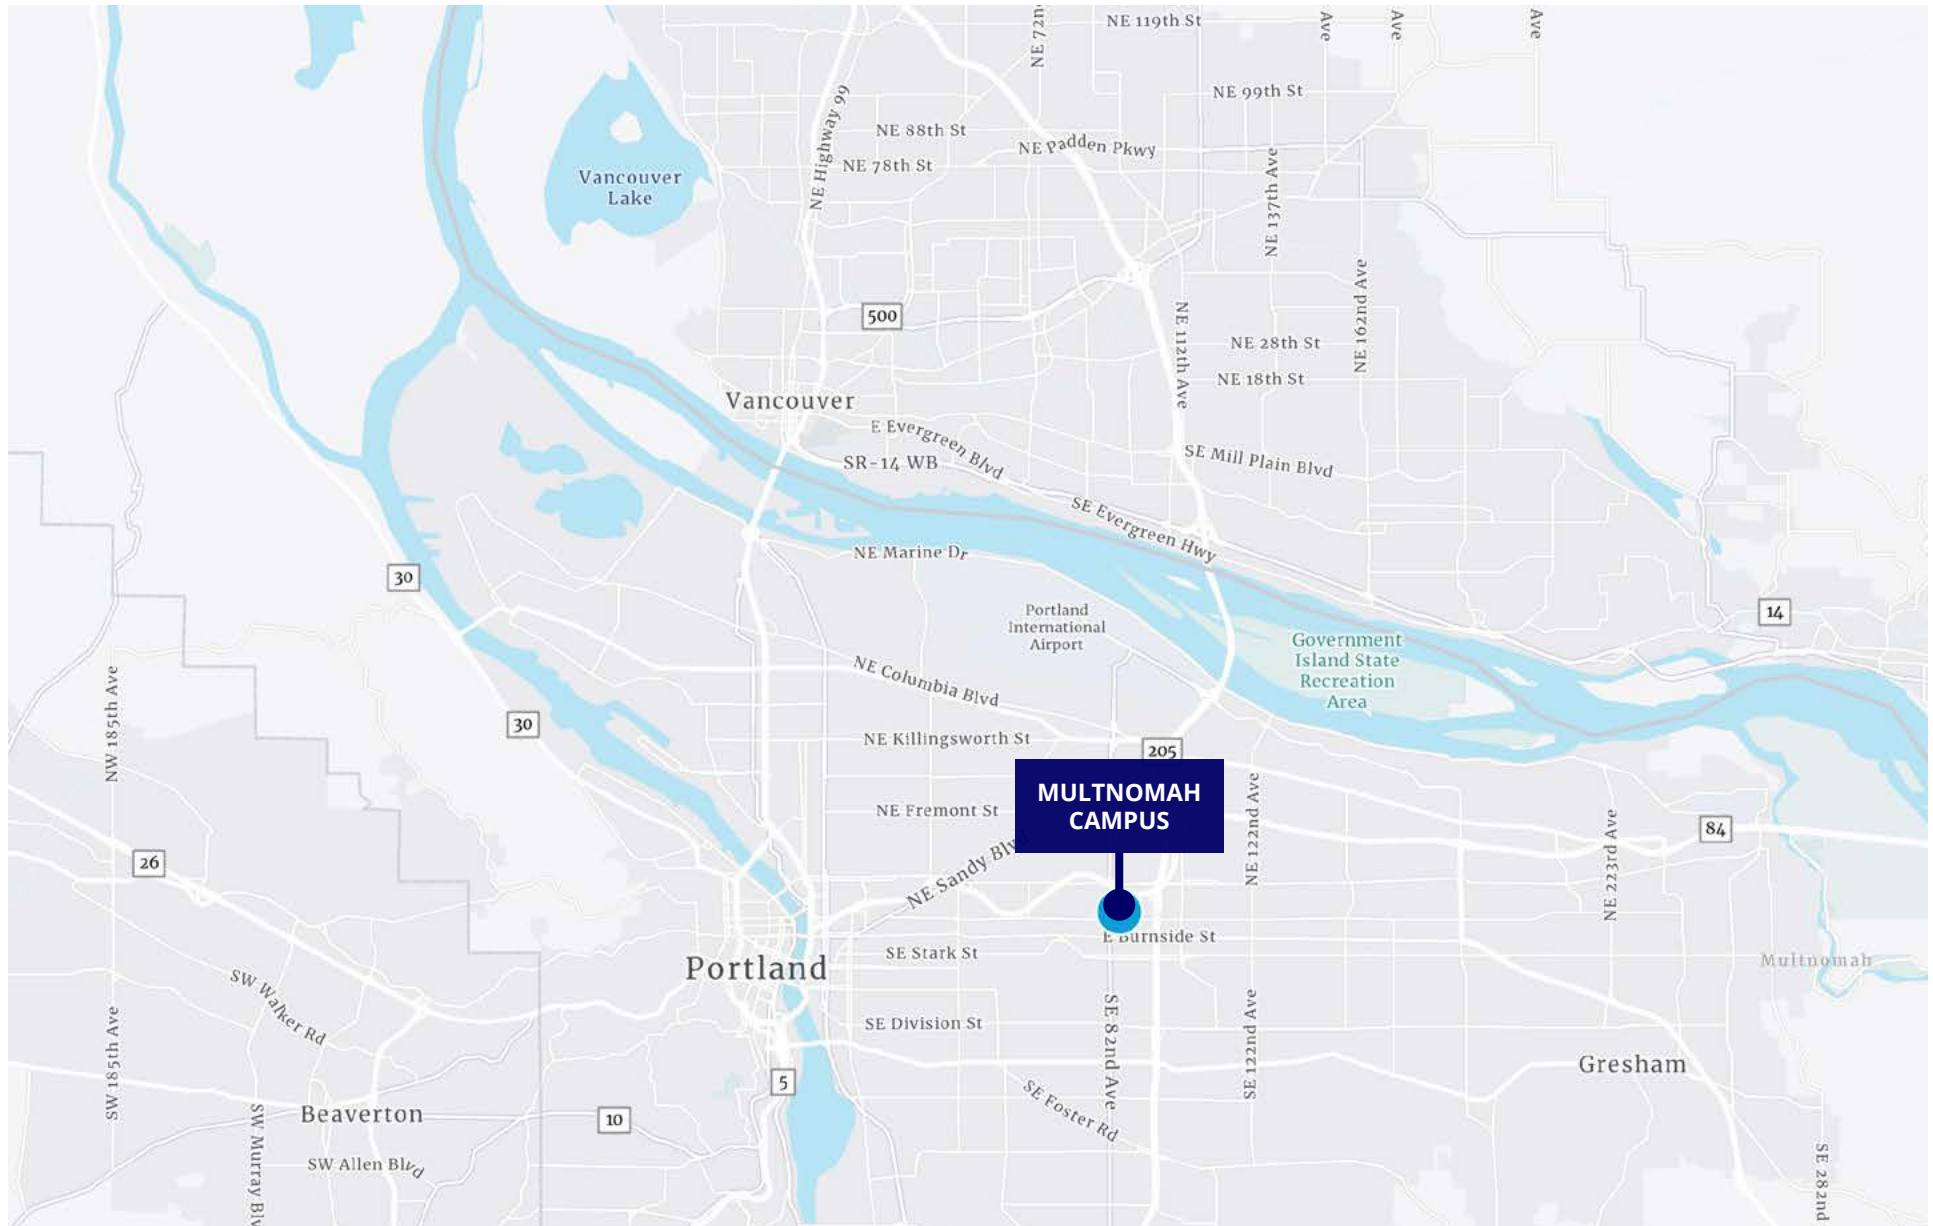 NE 119th St
NE 72n
Ave
Ave
Ave
NE 99th St
NE Highway 99
NE 88th St
NE 78th St
NE Padden Pkwy
NE 137th Ave
Vancouver
Lake
NE 162nd Ave
500
NE 112th Ave
NE 28th St
NE 18th St
Vancouver
E Evergreen Blvd
SR-14 WB
SE Mill Plain Blvd
SE Evergreen Hwy
NE Marine Dr
30
Portland
International
Airport
14
Government
Island State
Recreation
Area
NE Columbia Blvd
NW 185th Ave
30
NE Killingsworth St
205
MULTNOMAH
CAMPUS
NE Fremont St
NE 122nd Ave
NE 223rd Ave
84
26
NE Sandy Blv
E Burnside St
SE Stark St
Portland
Multnomah
SW Walker Rd
SE Division St
SE 82nd Ave
SE 122nd Ave
SW 185th Ave
Gresham
5
SE Foster Rd
Beaverton
10
SW Murray Blv
SW Allen Blvd
SE 282nd